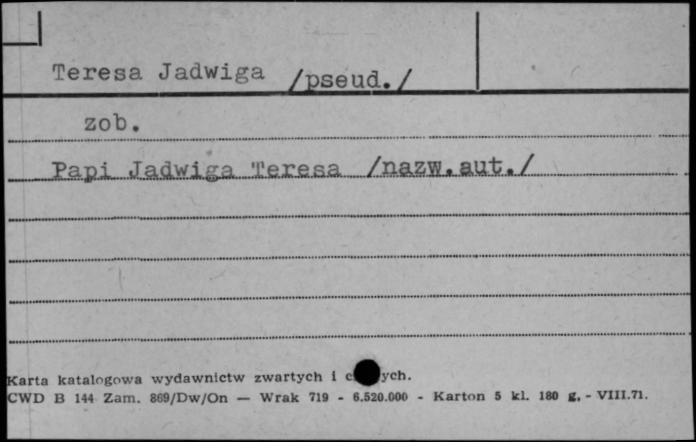 Teresa Jadwiga /pseud./
zob.
Papi Jadwiga Teresa /nazw.aut./
Karta katalogowa wydawnictw zwartych i
CWD B 144 Zam. 869/Dw/On — Wrak 719 - 6.520.000 - Karton 5 kl. 180 g. - VIII.71.